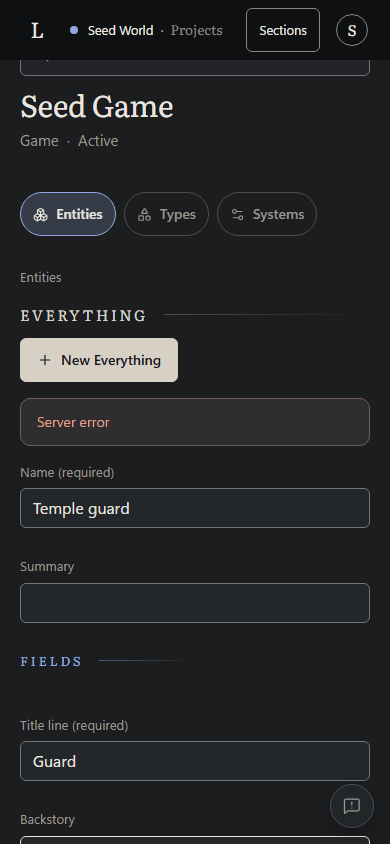 L
Seed World · Projects
Sections
S
Seed Game
Game · Active
Entities
Types
Systems
Entities
EVERYTHING
New Everything
Server error
Name (required)
Temple guard
Summary
FIELDS
Title line (required)
Guard
Backstory